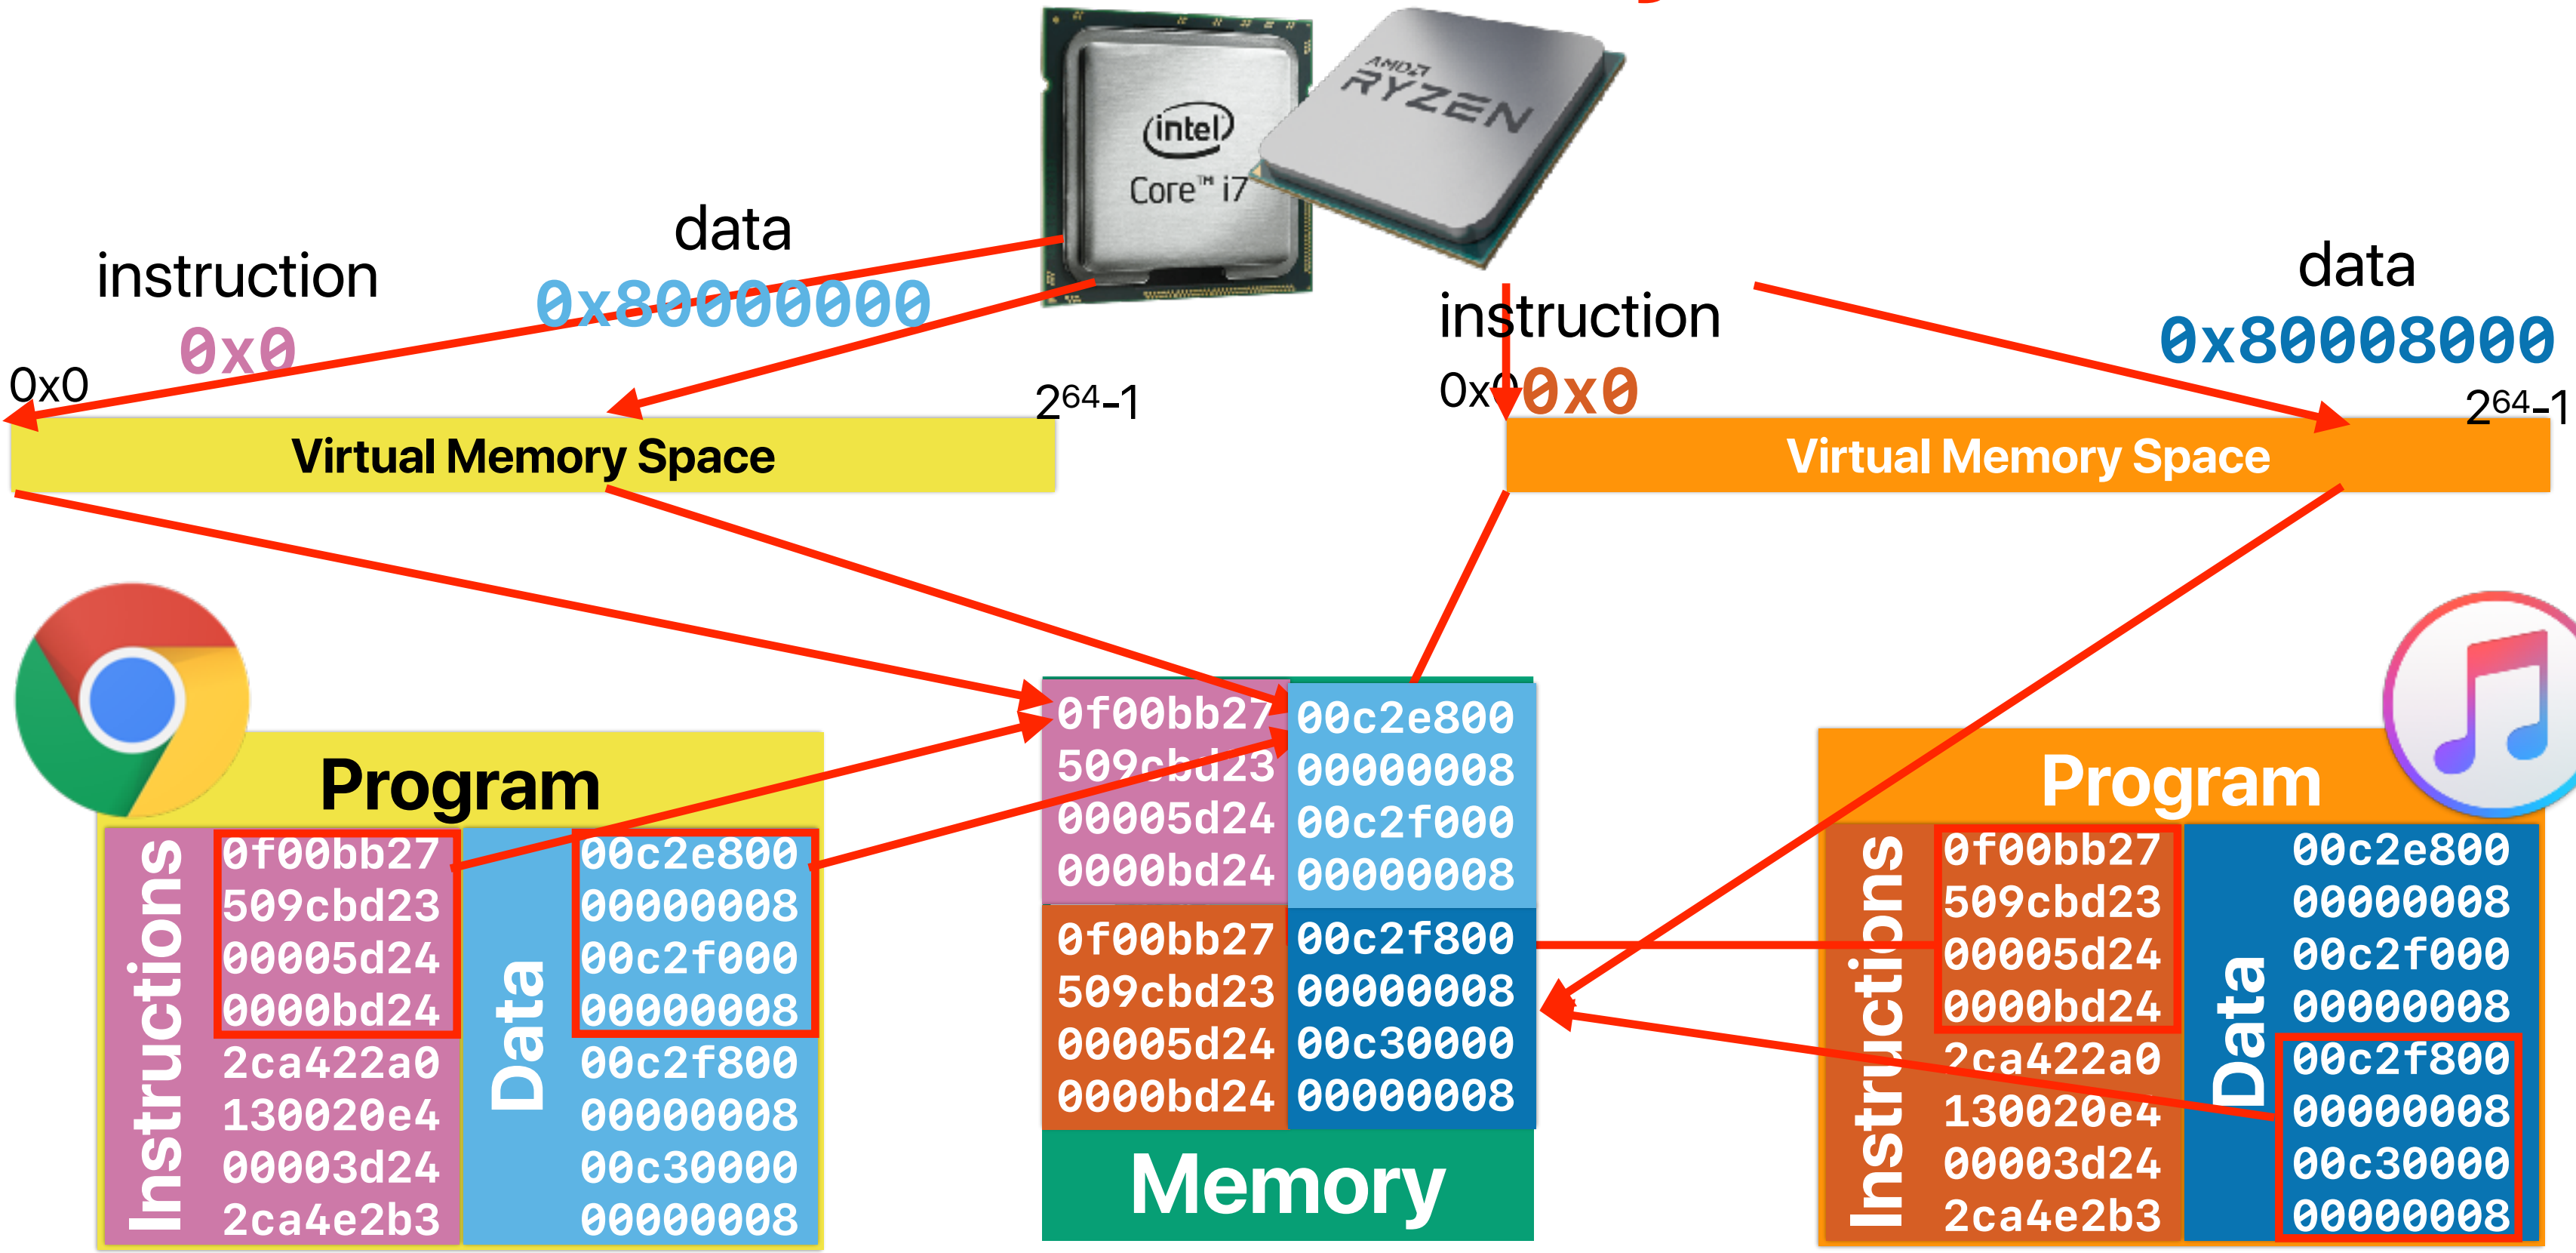 intel
Core™ i7
AMD
RYZEN
instruction
0x0
data
0x80000000
instruction
0x0
data
0x80008000
0x0
2⁶⁴-1
0x0
2⁶⁴-1
Virtual Memory Space
Virtual Memory Space
Program
Instructions
0f00bb27
509cbd23
00005d24
0000bd24
2ca422a0
130020e4
00003d24
2ca4e2b3
Data
00c2e800
00000008
00c2f000
00000008
00c2f800
00000008
00c30000
00000008
0f00bb27
509cbd23
00005d24
0000bd24
00c2e800
00000008
00c2f000
00000008
0f00bb27
509cbd23
00005d24
0000bd24
00c2f800
00000008
00c30000
00000008
Memory
Program
Instructions
0f00bb27
509cbd23
00005d24
0000bd24
2ca422a0
130020e4
00003d24
2ca4e2b3
Data
00c2e800
00000008
00c2f000
00000008
00c2f800
00000008
00c30000
00000008